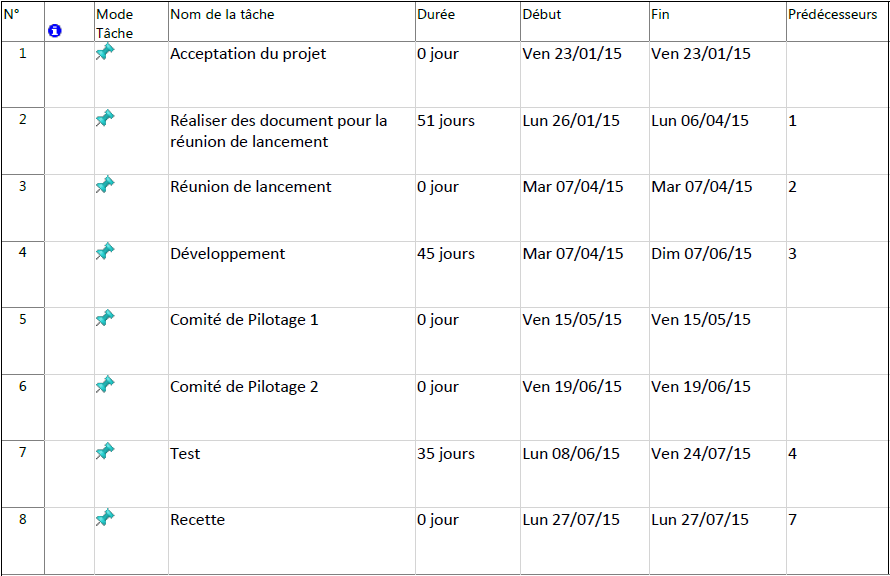 N° Mode Nom de la tâche Durée Début Fin Prédécesseurs
Tâche
1 Acceptation du projet 0 jour Ven 23/01/15 Ven 23/01/15
2 Réaliser des document pour la 51 jours Lun 26/01/15 Lun 06/04/15 1
réunion de lancement
3 Réunion de lancement 0 jour Mar 07/04/15 Mar 07/04/15 2
4 Développement 45 jours Mar 07/04/15 Dim 07/06/15 3
5 Comité de Pilotage 1 0 jour Ven 15/05/15 Ven 15/05/15
6 Comité de Pilotage 2 0 jour Ven 19/06/15 Ven 19/06/15
7 Test 35 jours Lun 08/06/15 Ven 24/07/15 4
8 Recette 0 jour Lun 27/07/15 Lun 27/07/15 7